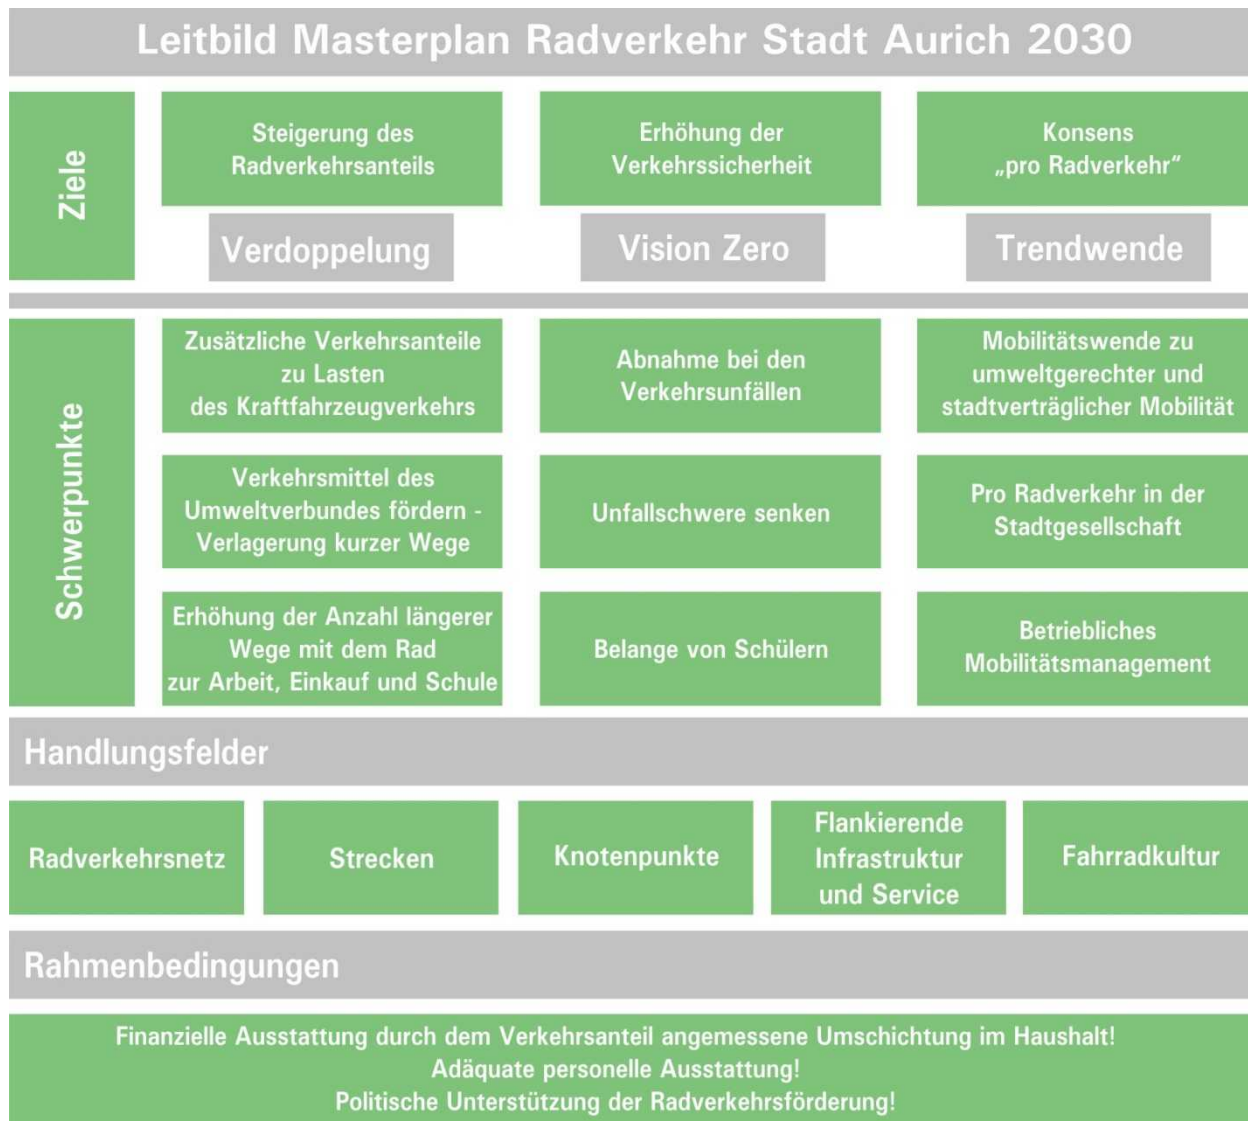 Leitbild Masterplan Radverkehr Stadt Aurich 2030
Ziele
Steigerung des
Radverkehrsanteils
Verdoppelung
Erhöhung der
Verkehrssicherheit
Vision Zero
Konsens
„pro Radverkehr“
Trendwende
Schwerpunkte
Zusätzliche Verkehrsanteile
zu Lasten
des Kraftfahrzeugverkehrs
Verkehrsmittel des
Umweltverbundes fördern -
Verlagerung kurzer Wege
Erhöhung der Anzahl längerer
Wege mit dem Rad
zur Arbeit, Einkauf und Schule
Abnahme bei den
Verkehrsunfällen
Unfallschwere senken
Belange von Schülern
Mobilitätswende zu
umweltgerechter und
stadtverträglicher Mobilität
Pro Radverkehr in der
Stadtgesellschaft
Betriebliches
Mobilitätsmanagement
Handlungsfelder
Radverkehrsnetz
Strecken
Knotenpunkte
Flankierende
Infrastruktur
und Service
Fahrradkultur
Rahmenbedingungen
Finanzielle Ausstattung durch dem Verkehrsanteil angemessene Umschichtung im Haushalt!
Adäquate personelle Ausstattung!
Politische Unterstützung der Radverkehrsförderung!